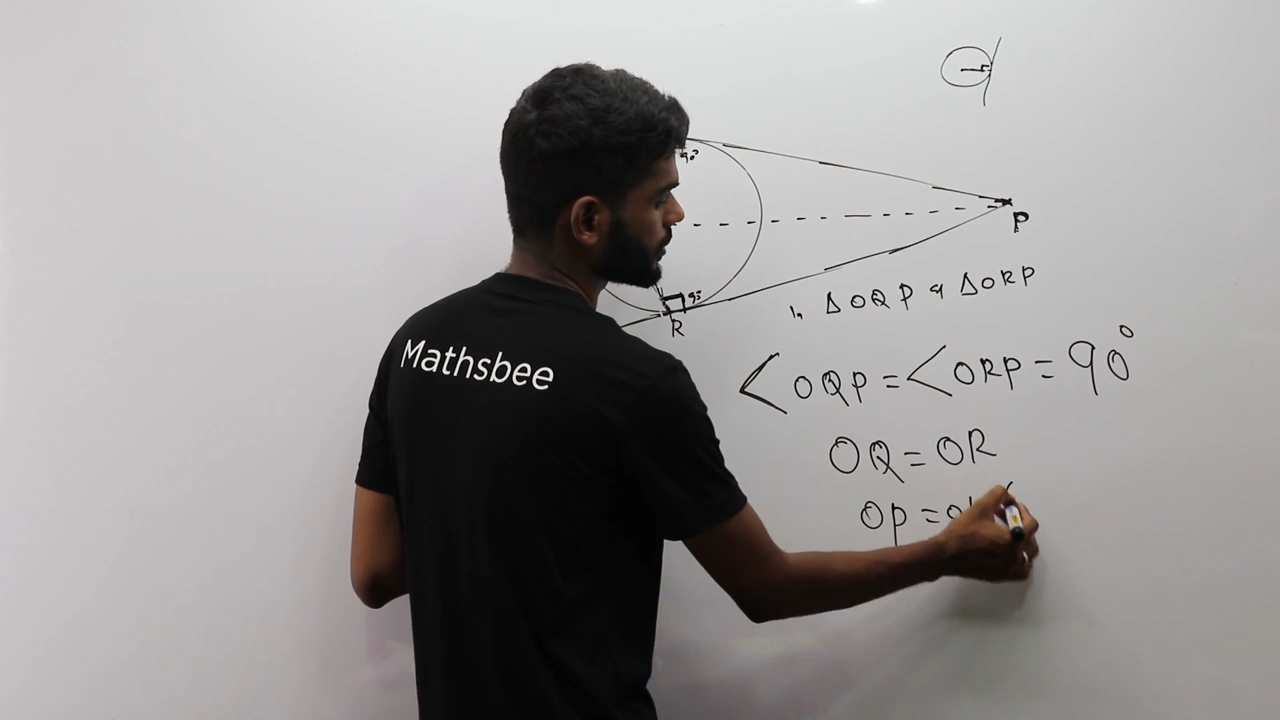 90°
P
90°
R
In ΔOQP & ΔORP
Mathsbee
<OQP = <ORP = 90°
OQ = OR
OP = O